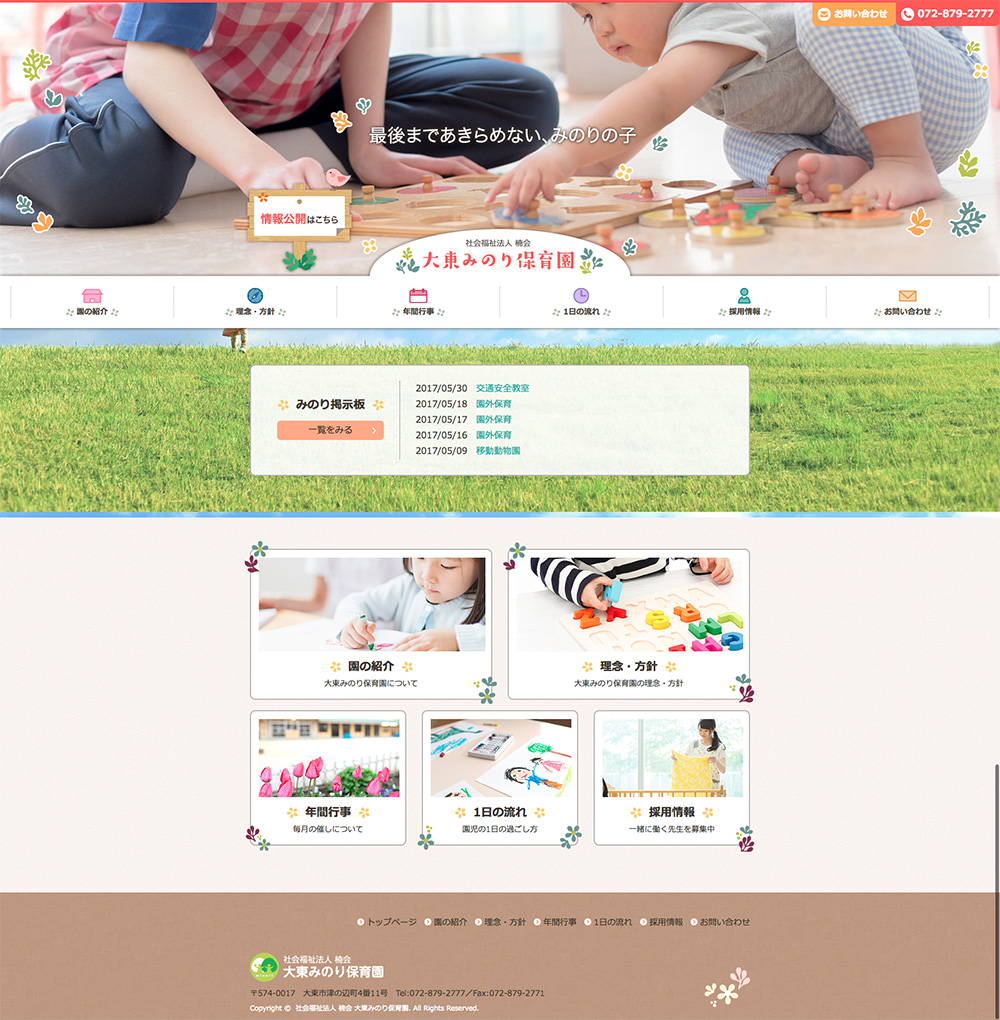 お問い合わせ 072-879-2777
最後まであきらめない、みのりの子
情報公開はこちら
社会福祉法人 楠会
大東みのり保育園
園の紹介 理念・方針 年間行事 1日の流れ 採用情報 お問い合わせ
みのり掲示板
一覧をみる
2017/05/30 交通安全教室
2017/05/18 園外保育
2017/05/17 園外保育
2017/05/16 園外保育
2017/05/09 移動動物園
園の紹介
大東みのり保育園について
理念・方針
大東みのり保育園の理念・方針
年間行事
毎月の催しについて
1日の流れ
園児の1日の過ごし方
採用情報
一緒に働く先生を募集中
トップページ 園の紹介 理念・方針 年間行事 1日の流れ 採用情報 お問い合わせ
社会福祉法人 楠会
大東みのり保育園
〒574-0017 大東市津の辺町4番11号 Tel:072-879-2777／Fax:072-879-2771
Copyright © 社会福祉法人 楠会 大東みのり保育園. All Rights Reserved.